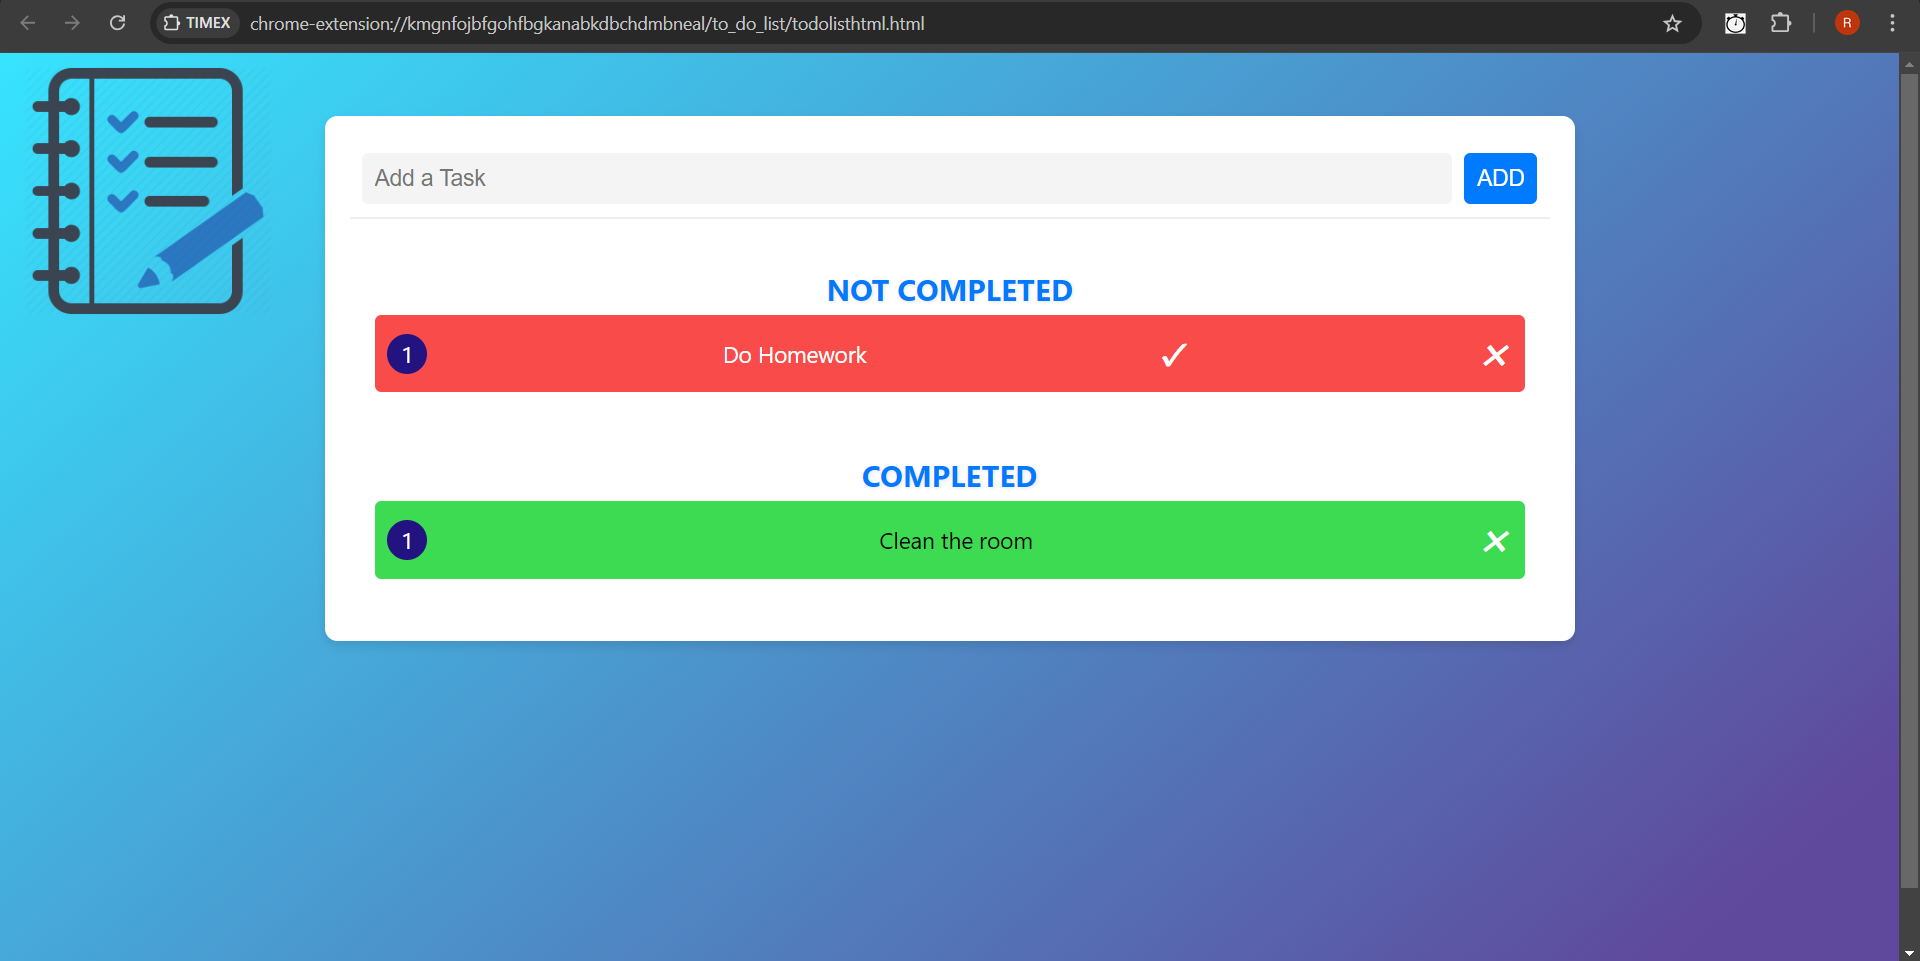 TIMEX chrome-extension://kmgnfojbfgohfbgkanabkdbchdmbneal/to_do_list/todolisthtml.html R
Add a Task ADD
NOT COMPLETED
1 Do Homework ✓ ✕
COMPLETED
1 Clean the room ✕